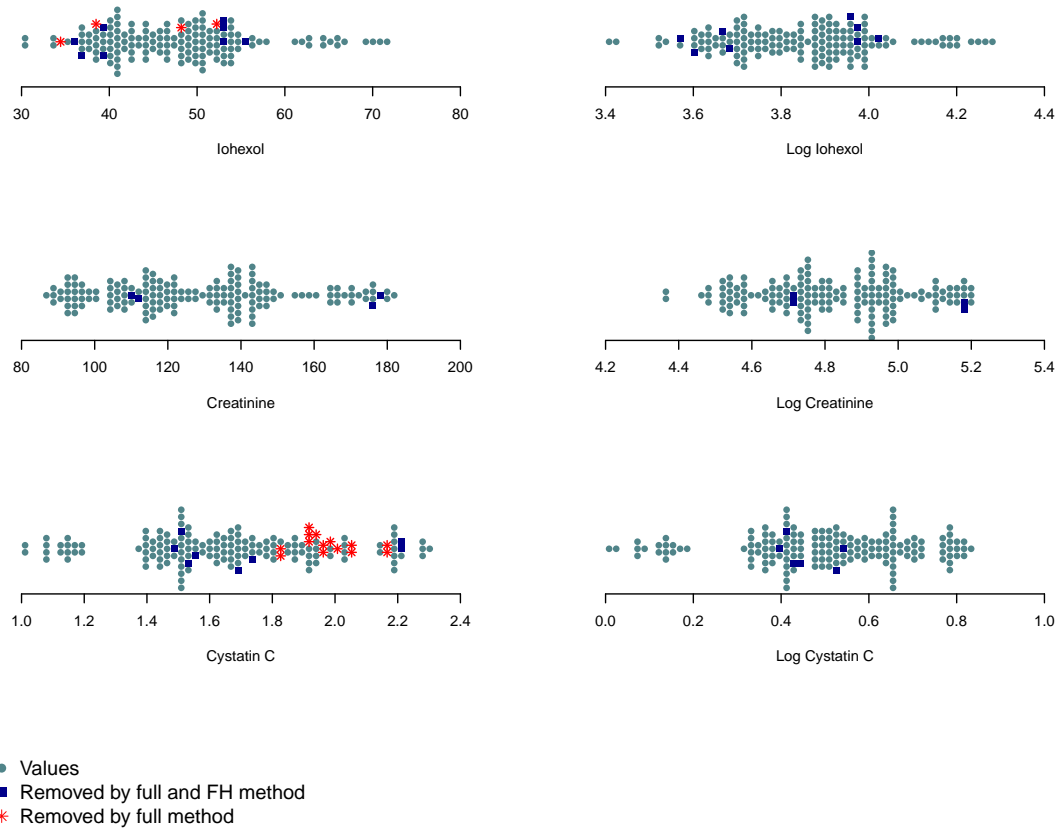 30 40 50 60 70 80
Iohexol
3.4 3.6 3.8 4.0 4.2 4.4
Log Iohexol
80 100 120 140 160 180 200
Creatinine
4.2 4.4 4.6 4.8 5.0 5.2 5.4
Log Creatinine
1.0 1.2 1.4 1.6 1.8 2.0 2.2 2.4
Cystatin C
0.0 0.2 0.4 0.6 0.8 1.0
Log Cystatin C
Values
Removed by full and FH method
Removed by full method